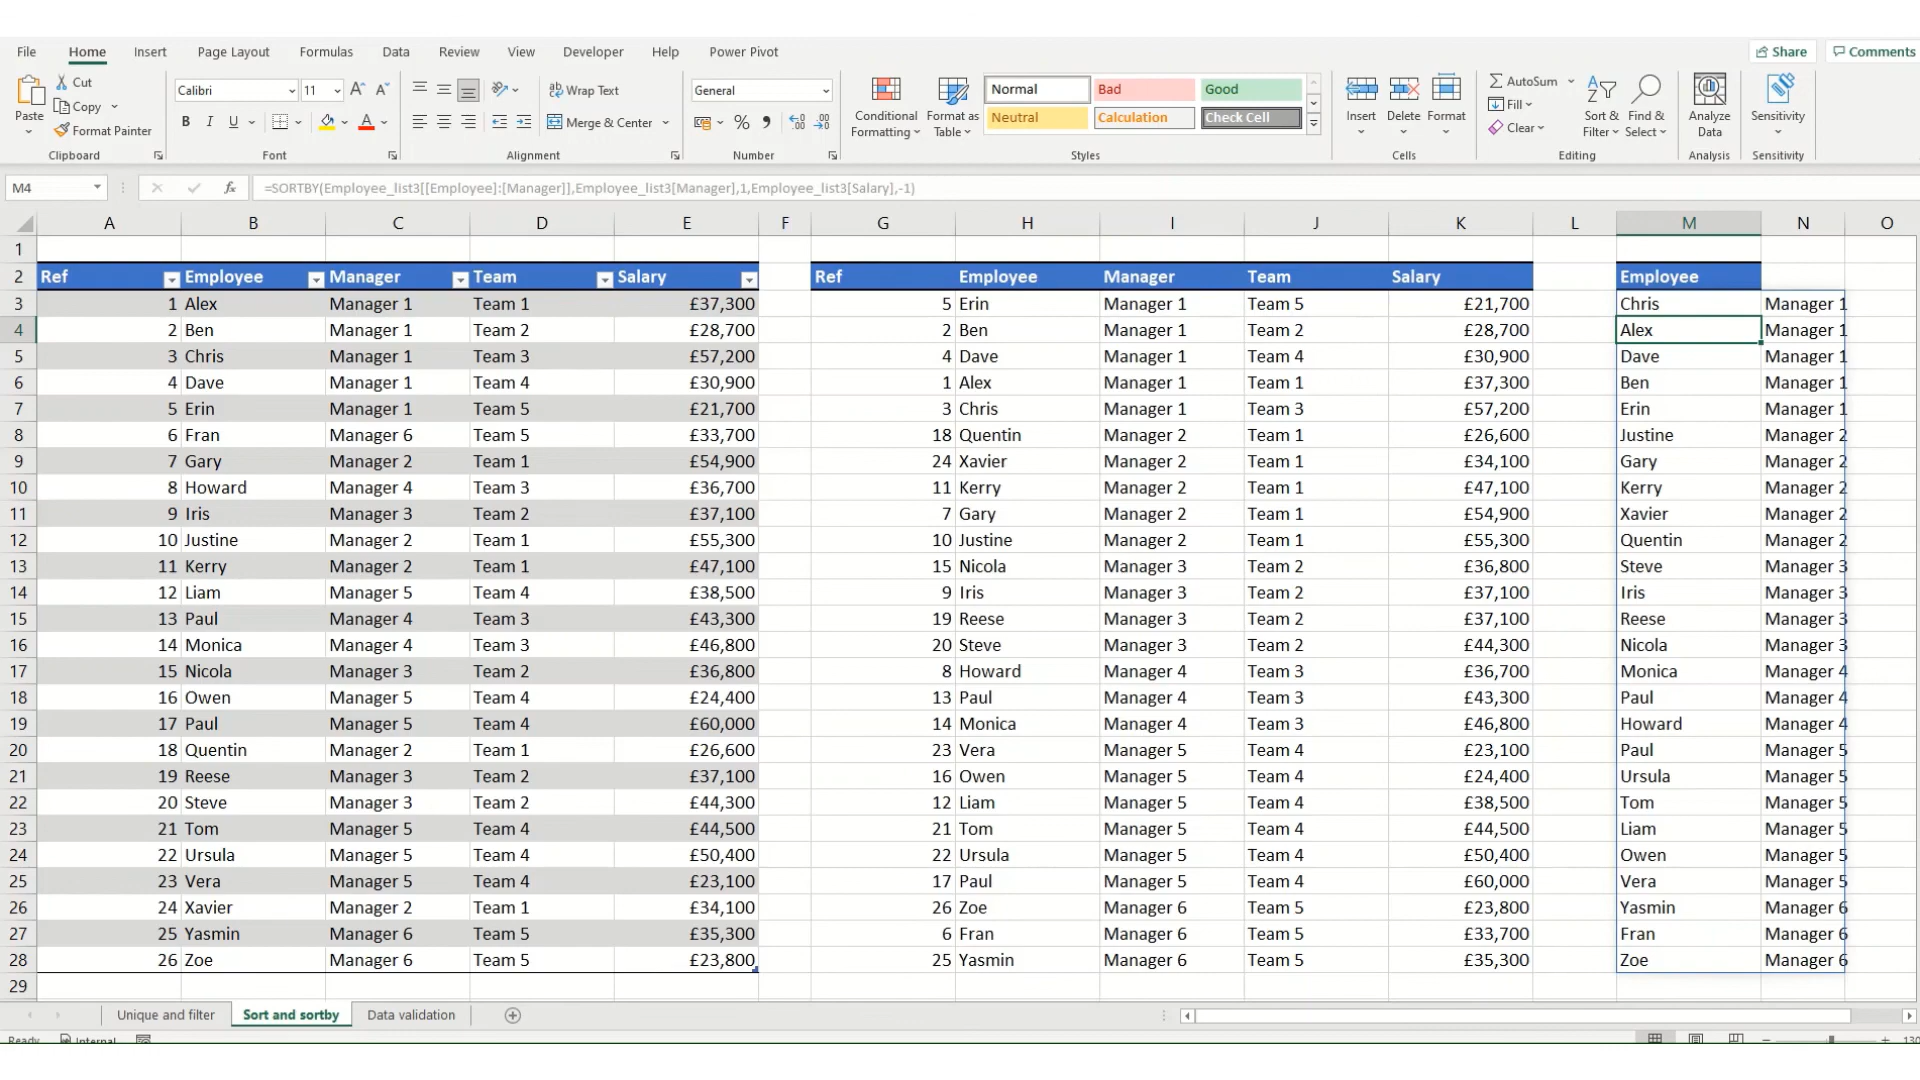 File Home Insert Page Layout Formulas Data Review View Developer Help Power Pivot Share Comments
Paste Cut Copy Format Painter Clipboard
Calibri 11 A A B I U A Font
Wrap Text Merge & Center Alignment
General % Number
Conditional Formatting Format as Table Normal Bad Good Neutral Calculation Check Cell Styles
Insert Delete Format Cells
AutoSum Fill Clear Sort & Filter Find & Select Editing
Analyze Data Analysis
Sensitivity Sensitivity
M4 fx =SORTBY(Employee_list3[[Employee]:[Manager]],Employee_list3[Manager],1,Employee_list3[Salary],-1)
A B C D E F G H I J K L M N O
1
2 Ref Employee Manager Team Salary Ref Employee Manager Team Salary Employee
3 1 Alex Manager 1 Team 1 £37,300 5 Erin Manager 1 Team 5 £21,700 Chris Manager 1
4 2 Ben Manager 1 Team 2 £28,700 2 Ben Manager 1 Team 2 £28,700 Alex Manager 1
5 3 Chris Manager 1 Team 3 £57,200 4 Dave Manager 1 Team 4 £30,900 Dave Manager 1
6 4 Dave Manager 1 Team 4 £30,900 1 Alex Manager 1 Team 1 £37,300 Ben Manager 1
7 5 Erin Manager 1 Team 5 £21,700 3 Chris Manager 1 Team 3 £57,200 Erin Manager 1
8 6 Fran Manager 6 Team 5 £33,700 18 Quentin Manager 2 Team 1 £26,600 Justine Manager 2
9 7 Gary Manager 2 Team 1 £54,900 24 Xavier Manager 2 Team 1 £34,100 Gary Manager 2
10 8 Howard Manager 4 Team 3 £36,700 11 Kerry Manager 2 Team 1 £47,100 Kerry Manager 2
11 9 Iris Manager 3 Team 2 £37,100 7 Gary Manager 2 Team 1 £54,900 Xavier Manager 2
12 10 Justine Manager 2 Team 1 £55,300 10 Justine Manager 2 Team 1 £55,300 Quentin Manager 2
13 11 Kerry Manager 2 Team 1 £47,100 15 Nicola Manager 3 Team 2 £36,800 Steve Manager 3
14 12 Liam Manager 5 Team 4 £38,500 9 Iris Manager 3 Team 2 £37,100 Iris Manager 3
15 13 Paul Manager 4 Team 3 £43,300 19 Reese Manager 3 Team 2 £37,100 Reese Manager 3
16 14 Monica Manager 4 Team 3 £46,800 20 Steve Manager 3 Team 2 £44,300 Nicola Manager 3
17 15 Nicola Manager 3 Team 2 £36,800 8 Howard Manager 4 Team 3 £36,700 Monica Manager 4
18 16 Owen Manager 5 Team 4 £24,400 13 Paul Manager 4 Team 3 £43,300 Paul Manager 4
19 17 Paul Manager 5 Team 4 £60,000 14 Monica Manager 4 Team 3 £46,800 Howard Manager 4
20 18 Quentin Manager 2 Team 1 £26,600 23 Vera Manager 5 Team 4 £23,100 Paul Manager 5
21 19 Reese Manager 3 Team 2 £37,100 16 Owen Manager 5 Team 4 £24,400 Ursula Manager 5
22 20 Steve Manager 3 Team 2 £44,300 12 Liam Manager 5 Team 4 £38,500 Tom Manager 5
23 21 Tom Manager 5 Team 4 £44,500 21 Tom Manager 5 Team 4 £44,500 Liam Manager 5
24 22 Ursula Manager 5 Team 4 £50,400 22 Ursula Manager 5 Team 4 £50,400 Owen Manager 5
25 23 Vera Manager 5 Team 4 £23,100 17 Paul Manager 5 Team 4 £60,000 Vera Manager 5
26 24 Xavier Manager 2 Team 1 £34,100 26 Zoe Manager 6 Team 5 £23,800 Yasmin Manager 6
27 25 Yasmin Manager 6 Team 5 £35,300 6 Fran Manager 6 Team 5 £33,700 Fran Manager 6
28 26 Zoe Manager 6 Team 5 £23,800 25 Yasmin Manager 6 Team 5 £35,300 Zoe Manager 6
29
Unique and filter Sort and sortby Data validation
Ready Internal 130